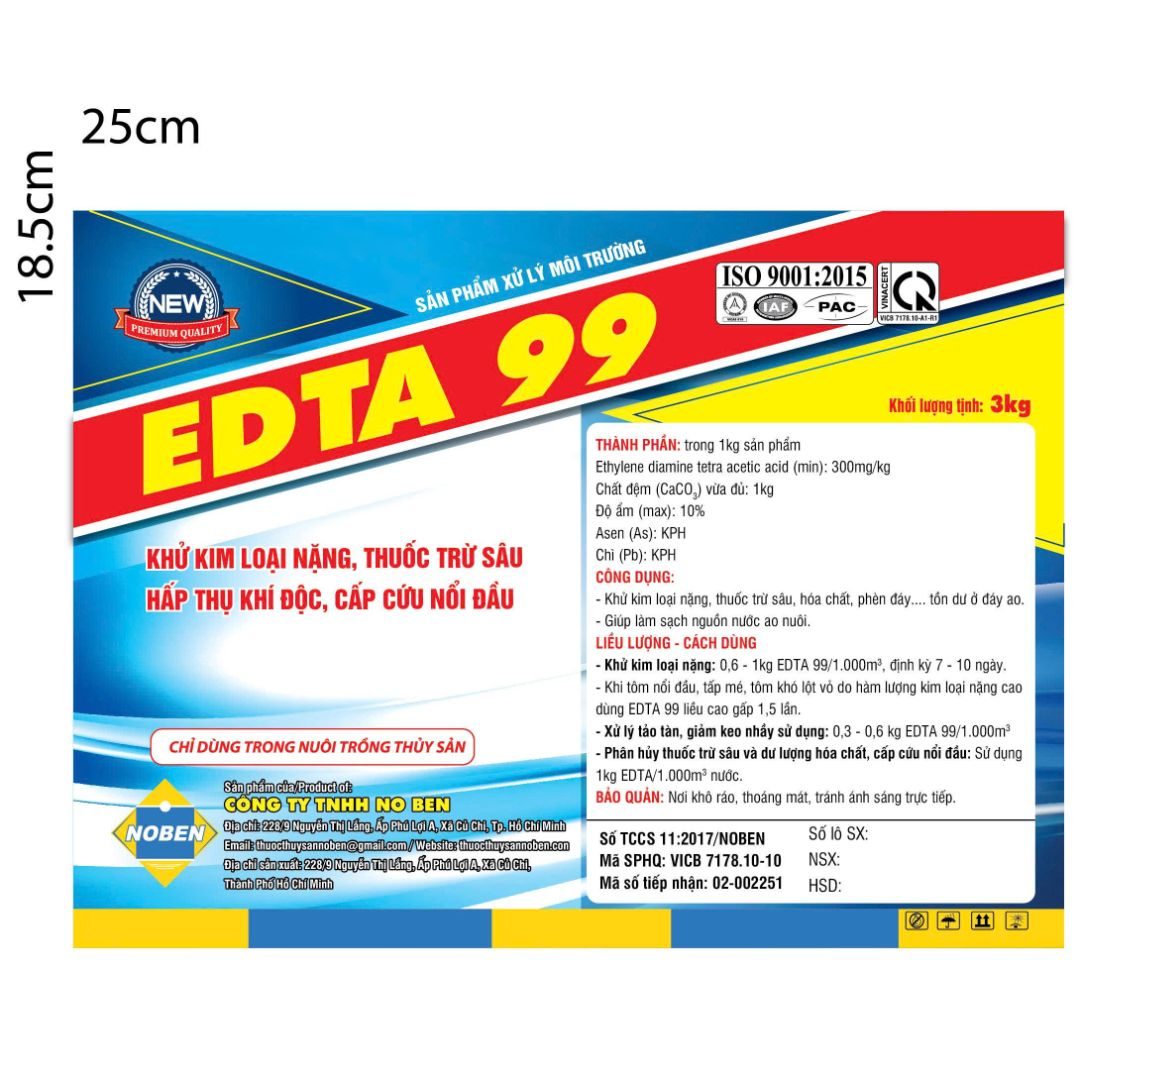 25cm
18.5cm
NEW
PREMIUM QUALITY
SẢN PHẨM XỬ LÝ MÔI TRƯỜNG
EDTA 99
ISO 9001:2015
IAF
PAC
VINACERT
VICB 7178.10-A1-R1
Khối lượng tịnh: 3kg
KHỬ KIM LOẠI NẶNG, THUỐC TRỪ SÂU
HẤP THỤ KHÍ ĐỘC, CẤP CỨU NỔI ĐẦU
CHỈ DÙNG TRONG NUÔI TRỒNG THỦY SẢN
NOBEN
Sản phẩm của/Product of:
CÔNG TY TNHH NO BEN
Địa chỉ: 228/9 Nguyễn Thị Lắng, Ấp Phú Lợi A, Xã Củ Chi, Tp. Hồ Chí Minh
Email: thuocthuysannoben@gmail.com / Website: thuocthuysannoben.con
Địa chỉ sản xuất: 228/9 Nguyễn Thị Lắng, Ấp Phú Lợi A, Xã Củ Chi,
Thành Phố Hồ Chí Minh
THÀNH PHẦN: trong 1kg sản phẩm
Ethylene diamine tetra acetic acid (min): 300mg/kg
Chất đệm (CaCO₃) vừa đủ: 1kg
Độ ẩm (max): 10%
Asen (As): KPH
Chì (Pb): KPH
CÔNG DỤNG:
- Khử kim loại nặng, thuốc trừ sâu, hóa chất, phèn đáy.... tồn dư ở đáy ao.
- Giúp làm sạch nguồn nước ao nuôi.
LIỀU LƯỢNG - CÁCH DÙNG
- Khử kim loại nặng: 0,6 - 1kg EDTA 99/1.000m³, định kỳ 7 - 10 ngày.
- Khi tôm nổi đầu, tấp mé, tôm khó lột vỏ do hàm lượng kim loại nặng cao
dùng EDTA 99 liều cao gấp 1,5 lần.
- Xử lý tảo tàn, giảm keo nhầy sử dụng: 0,3 - 0,6 kg EDTA 99/1.000m³
- Phân hủy thuốc trừ sâu và dư lượng hóa chất, cấp cứu nổi đầu: Sử dụng
1kg EDTA/1.000m³ nước.
BẢO QUẢN: Nơi khô ráo, thoáng mát, tránh ánh sáng trực tiếp.
Số TCCS 11:2017/NOBEN
Mã SPHQ: VICB 7178.10-10
Mã số tiếp nhận: 02-002251
Số lô SX:
NSX:
HSD: